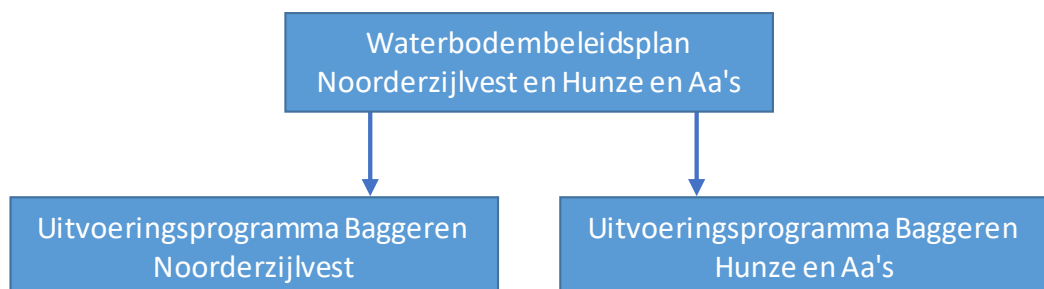 Waterbodembeleidsplan
Noorderzijlvest en Hunze en Aa's
Uitvoeringsprogramma Baggeren
Noorderzijlvest
Uitvoeringsprogramma Baggeren
Hunze en Aa's